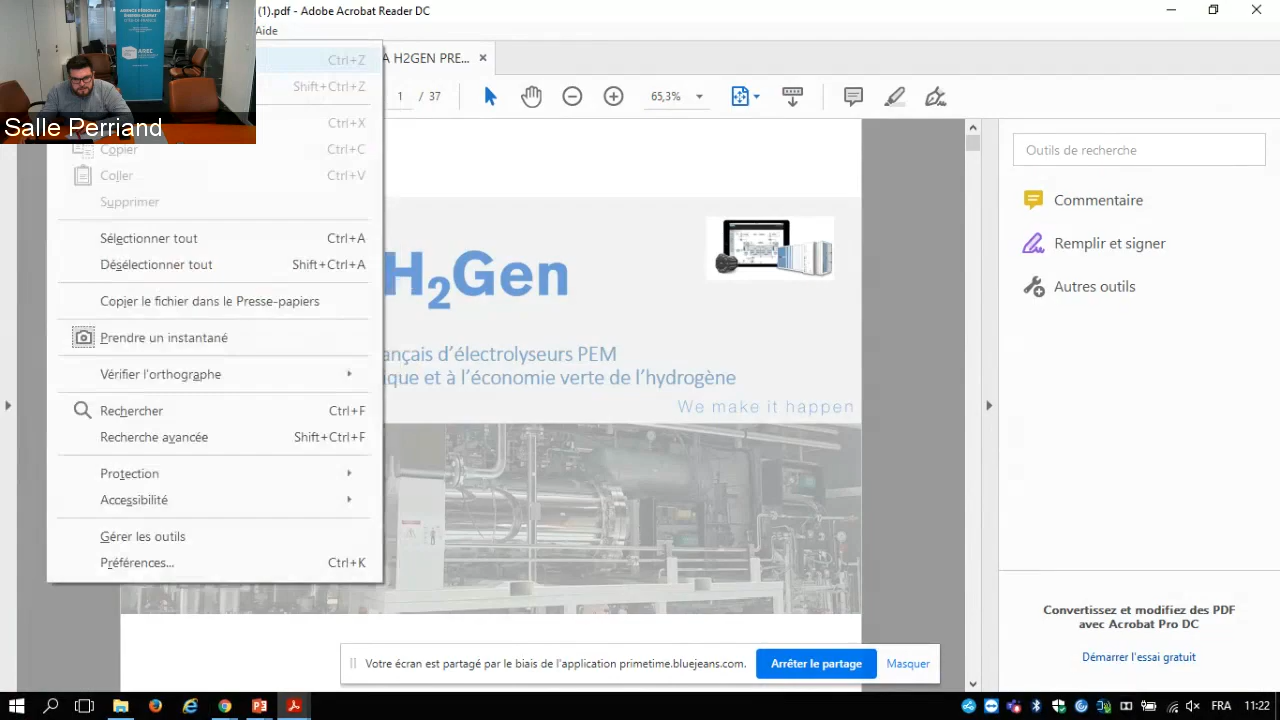 (1).pdf - Adobe Acrobat Reader DC
Aide
AGENCE RÉGIONALE
ÉNERGIE-CLIMAT
AREC
Salle Perriand
Ctrl+Z
Shift+Ctrl+Z
Ctrl+X
Copier Ctrl+C
Coller Ctrl+V
Supprimer
Sélectionner tout Ctrl+A
Désélectionner tout Shift+Ctrl+A
Copier le fichier dans le Presse-papiers
Prendre un instantané
Vérifier l'orthographe
Rechercher Ctrl+F
Recherche avancée Shift+Ctrl+F
Protection
Accessibilité
Gérer les outils
Préférences... Ctrl+K
A H2GEN PRE...
1 / 37
65,3%
H2Gen
ançais d'électrolyseurs PEM
ique et à l'économie verte de l'hydrogène
We make it happen
Outils de recherche
Commentaire
Remplir et signer
Autres outils
Convertissez et modifiez des PDF
avec Acrobat Pro DC
Démarrer l'essai gratuit
Votre écran est partagé par le biais de l'application primetime.bluejeans.com.
Arrêter le partage
Masquer
FRA
11:22